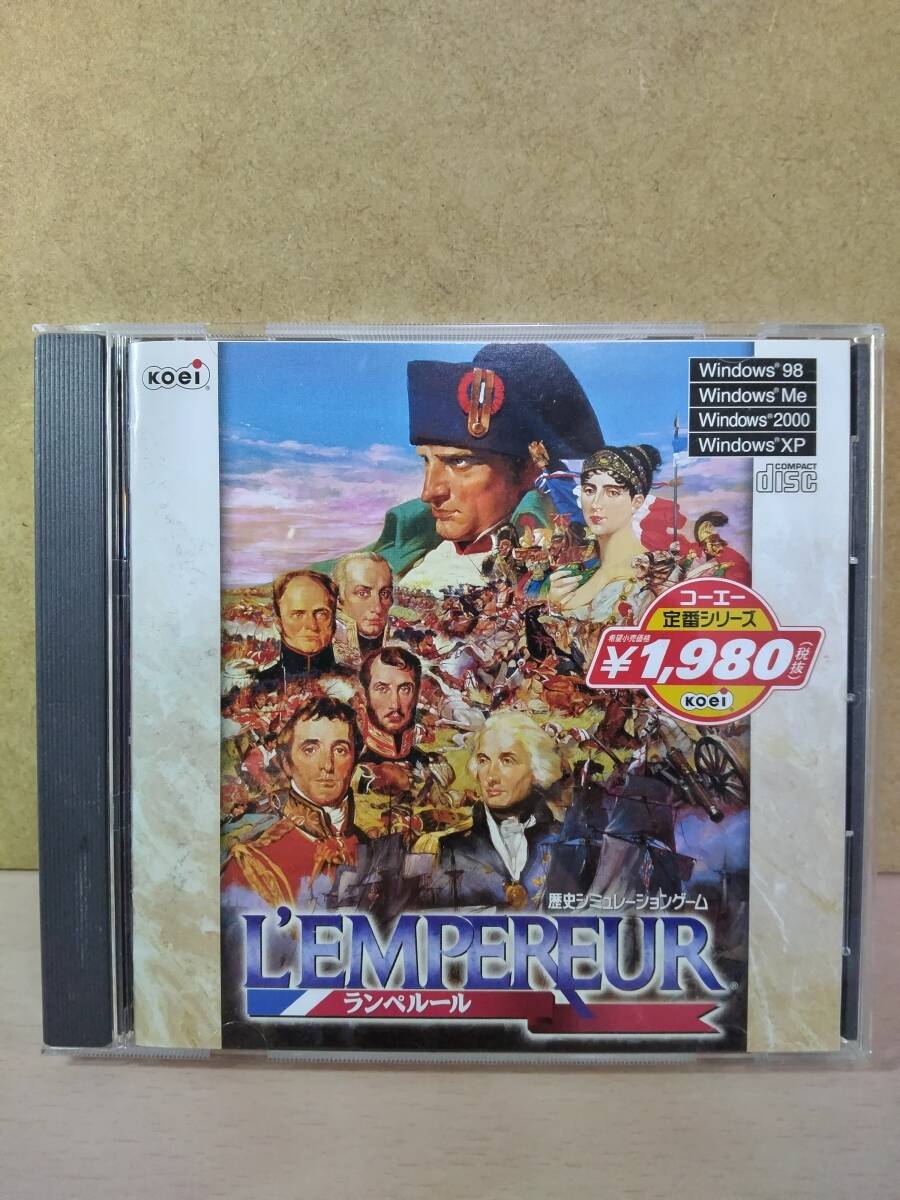 KOEI®
Windows®98
Windows®Me
Windows®2000
Windows®XP
COMPACT
disc
コーエー
定番シリーズ
希望小売価格
¥1,980(税抜)
KOEI
歴史シミュレーションゲーム
L'EMPEREUR®
ランペルール